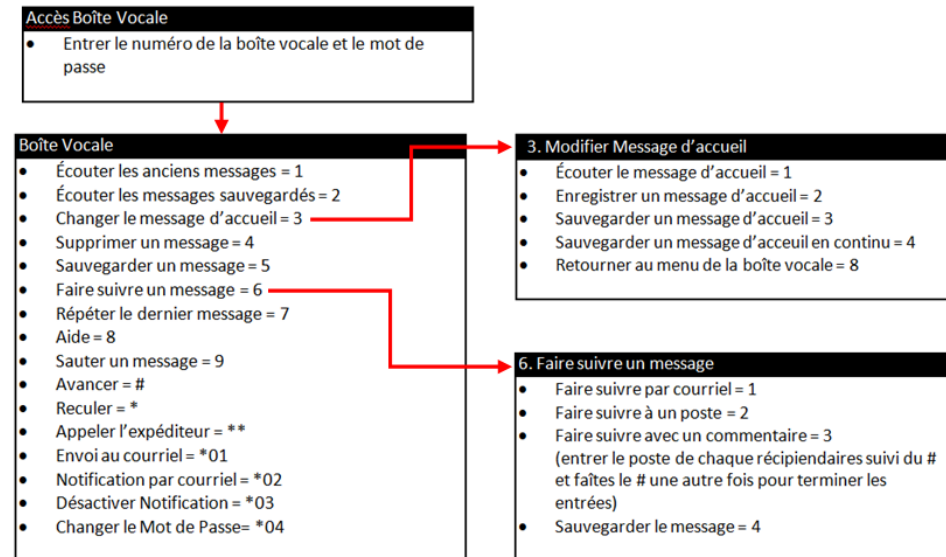 Accès Boîte Vocale
• Entrer le numéro de la boîte vocale et le mot de
passe
Boîte Vocale
• Écouter les anciens messages = 1
• Écouter les messages sauvegardés = 2
• Changer le message d'accueil = 3
• Supprimer un message = 4
• Sauvegarder un message = 5
• Faire suivre un message = 6
• Répéter le dernier message = 7
• Aide = 8
• Sauter un message = 9
• Avancer = #
• Reculer = *
• Appeler l'expéditeur = **
• Envoi au courriel = *01
• Notification par courriel = *02
• Désactiver Notification = *03
• Changer le Mot de Passe= *04
3. Modifier Message d'accueil
• Écouter le message d'accueil = 1
• Enregistrer un message d'accueil = 2
• Sauvegarder un message d'accueil = 3
• Sauvegarder un message d'acceuil en continu = 4
• Retourner au menu de la boîte vocale = 8
6. Faire suivre un message
• Faire suivre par courriel = 1
• Faire suivre à un poste = 2
• Faire suivre avec un commentaire = 3
(entrer le poste de chaque récipiendaires suivi du #
et faîtes le # une autre fois pour terminer les
entrées)
• Sauvegarder le message = 4